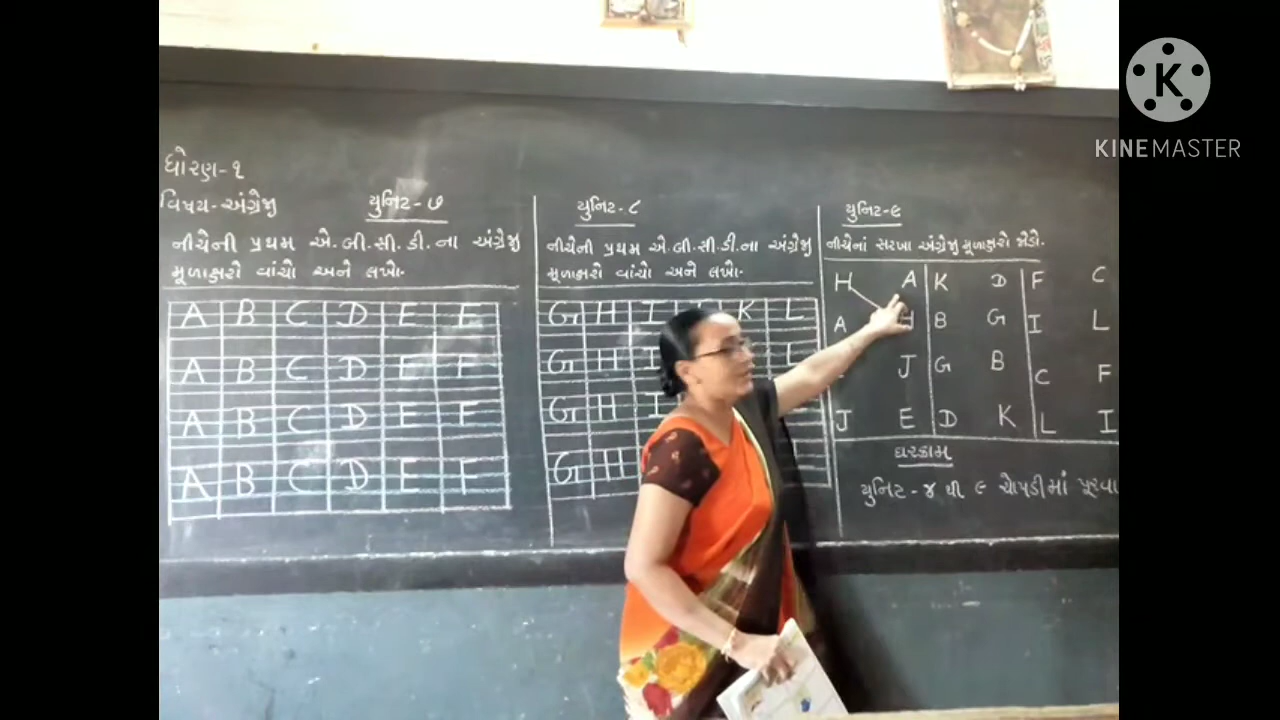 ધોરણ-૧
વિષય-અંગ્રેજી
યુનિટ-૭
નીચેની પ્રથમ એ.બી.સી.ડી.ના અંગ્રેજી
મૂળાક્ષરો વાંચો અને લખો.
A B C D E F
A B C D E F
A B C D E F
A B C D E F
યુનિટ-૮
નીચેની પ્રથમ એ.બી.સી.ડી.ના અંગ્રેજી
મૂળાક્ષરો વાંચો અને લખો.
G H I K L
G H I L
G H I
G H
યુનિટ-૯
નીચેનાં સરખા અંગ્રેજી મૂળાક્ષરો જોડો.
H A K D F C
A H B G I L
J G B C F
J E D K L I
ઘરકામ
યુનિટ-૪ થી ૯ ચોપડીમાં પૂરવા
KINEMASTER